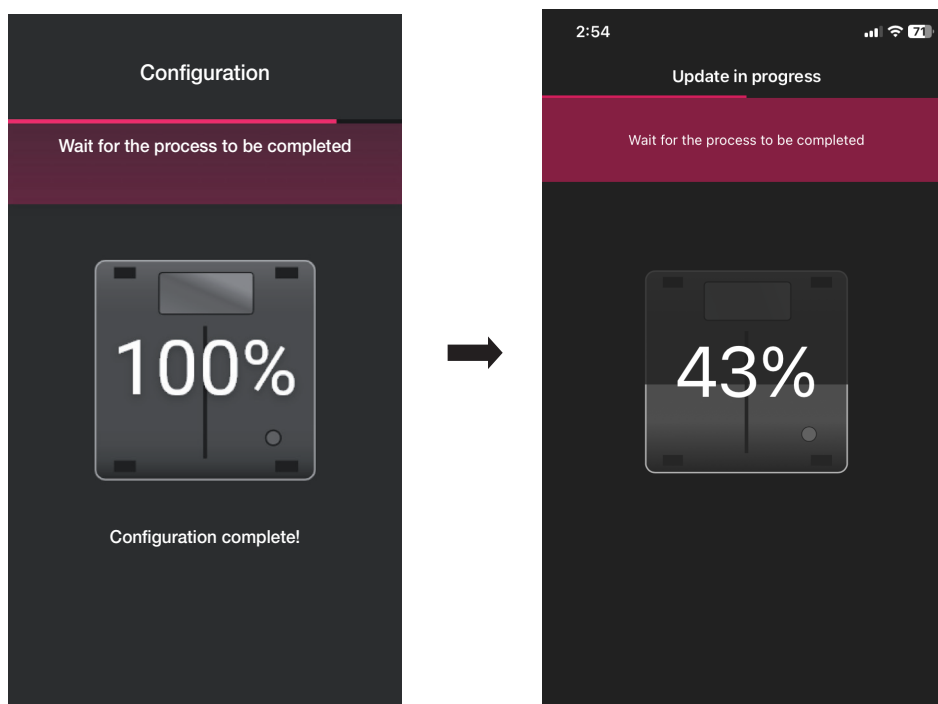 Configuration
Wait for the process to be completed
100%
Configuration complete!
2:54
71
Update in progress
Wait for the process to be completed
43%